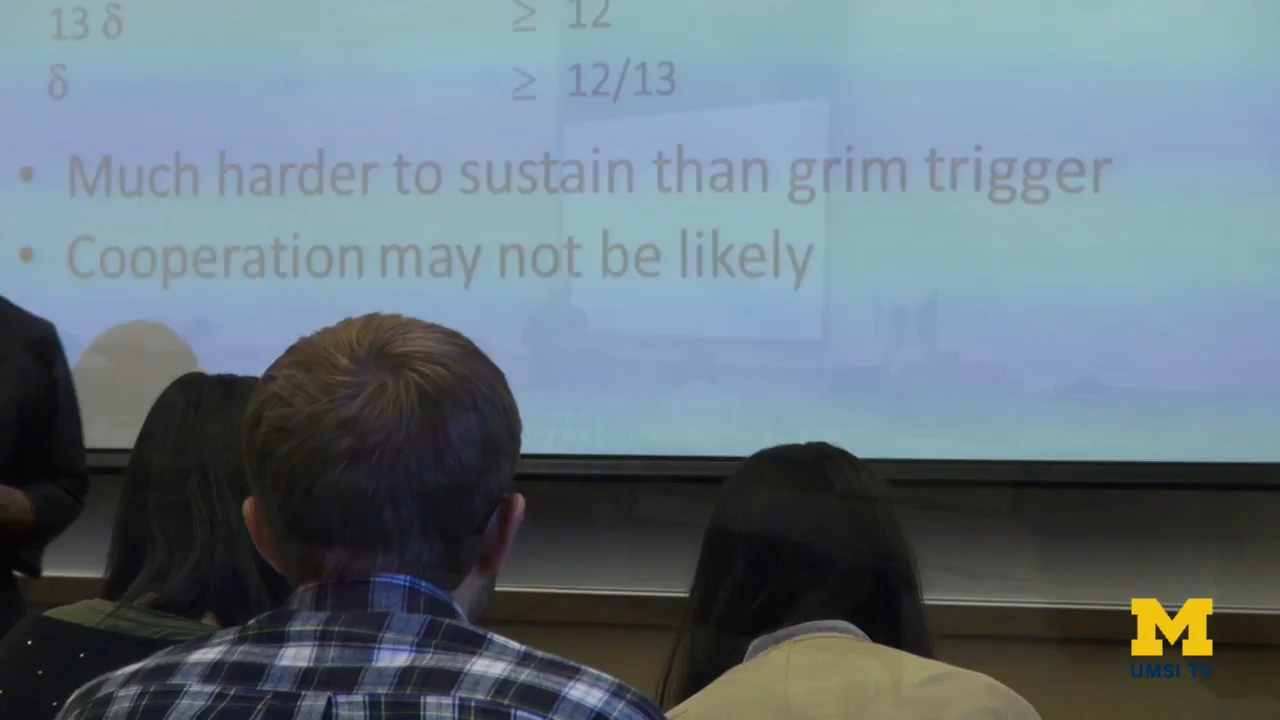 13 δ ≥ 12
δ ≥ 12/13
• Much harder to sustain than grim trigger
• Cooperation may not be likely
M
UMSI.TV